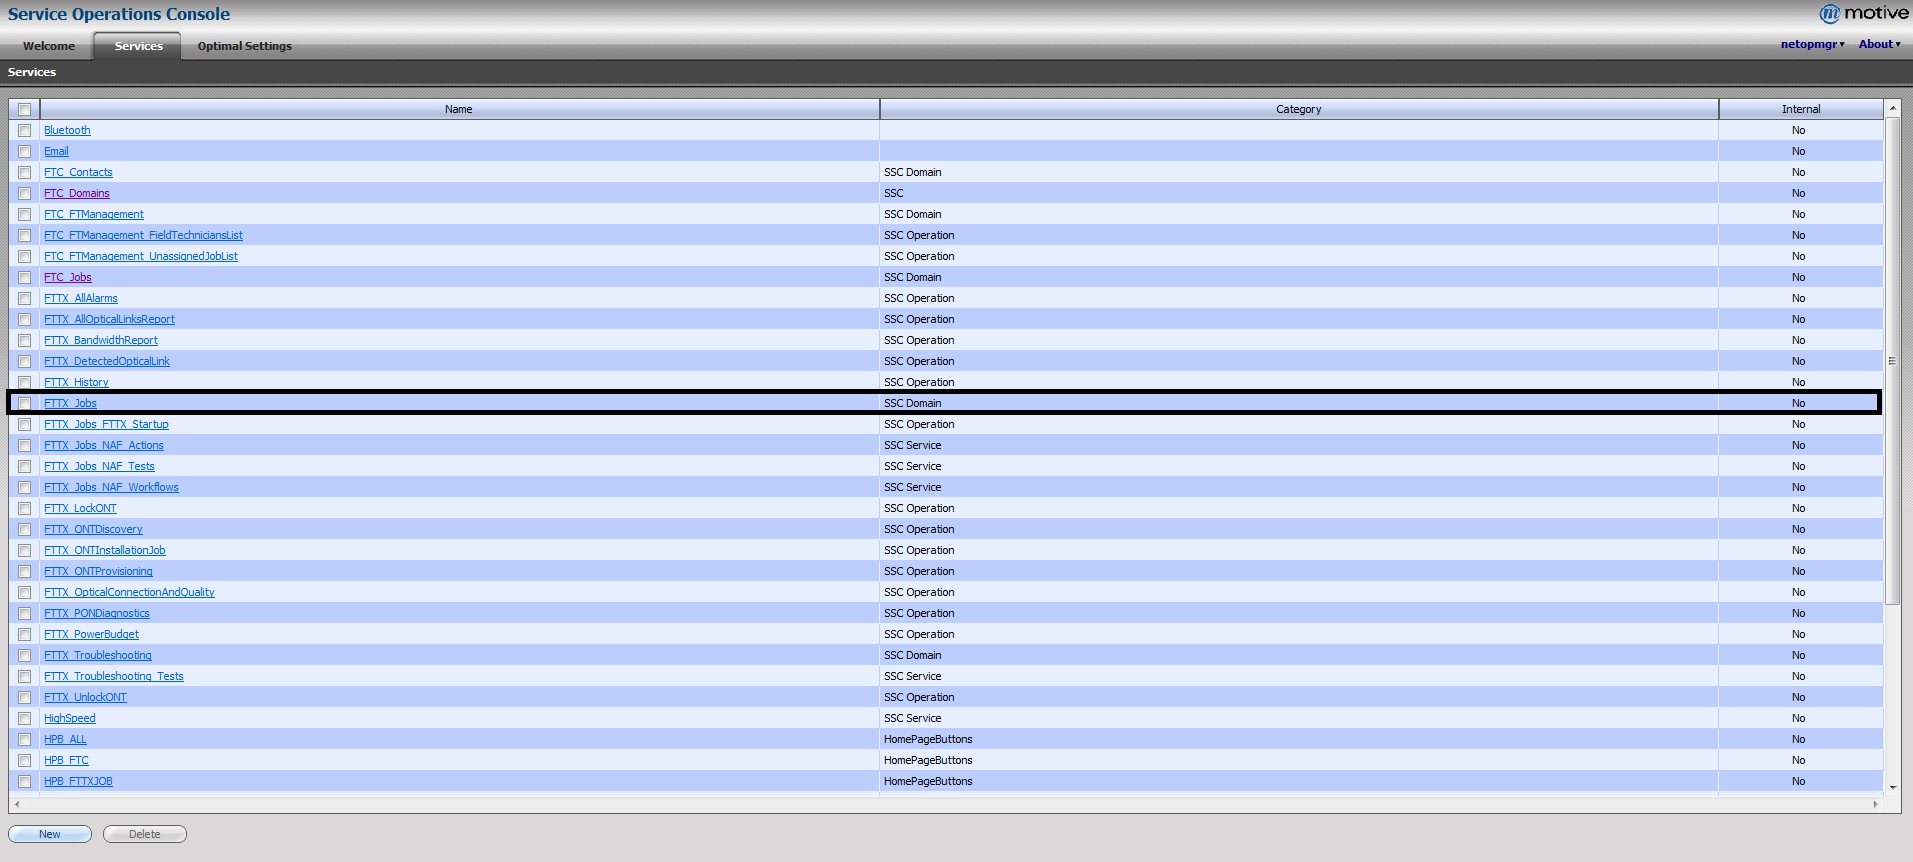 Service Operations Console
motive
Welcome Services Optimal Settings
netopmgr About
Services
Name Category Internal
Bluetooth No
Email No
FTC_Contacts SSC Domain No
FTC_Domains SSC No
FTC_FTManagement SSC Domain No
FTC_FTManagement_FieldTechniciansList SSC Operation No
FTC_FTManagement_UnassignedJobList SSC Operation No
FTC_Jobs SSC Domain No
FTTX_AllAlarms SSC Operation No
FTTX_AllOpticalLinksReport SSC Operation No
FTTX_BandwidthReport SSC Operation No
FTTX_DetectedOpticalLink SSC Operation No
FTTX_History SSC Operation No
FTTX_Jobs SSC Domain No
FTTX_Jobs_FTTX_Startup SSC Operation No
FTTX_Jobs_NAF_Actions SSC Service No
FTTX_Jobs_NAF_Tests SSC Service No
FTTX_Jobs_NAF_Workflows SSC Service No
FTTX_LockONT SSC Operation No
FTTX_ONTDiscovery SSC Operation No
FTTX_ONTInstallationJob SSC Operation No
FTTX_ONTProvisioning SSC Operation No
FTTX_OpticalConnectionAndQuality SSC Operation No
FTTX_PONDiagnostics SSC Operation No
FTTX_PowerBudget SSC Operation No
FTTX_Troubleshooting SSC Domain No
FTTX_Troubleshooting_Tests SSC Service No
FTTX_UnlockONT SSC Operation No
HighSpeed SSC Service No
HPB_ALL HomePageButtons No
HPB_FTC HomePageButtons No
HPB_FTTXJOB HomePageButtons No
New Delete